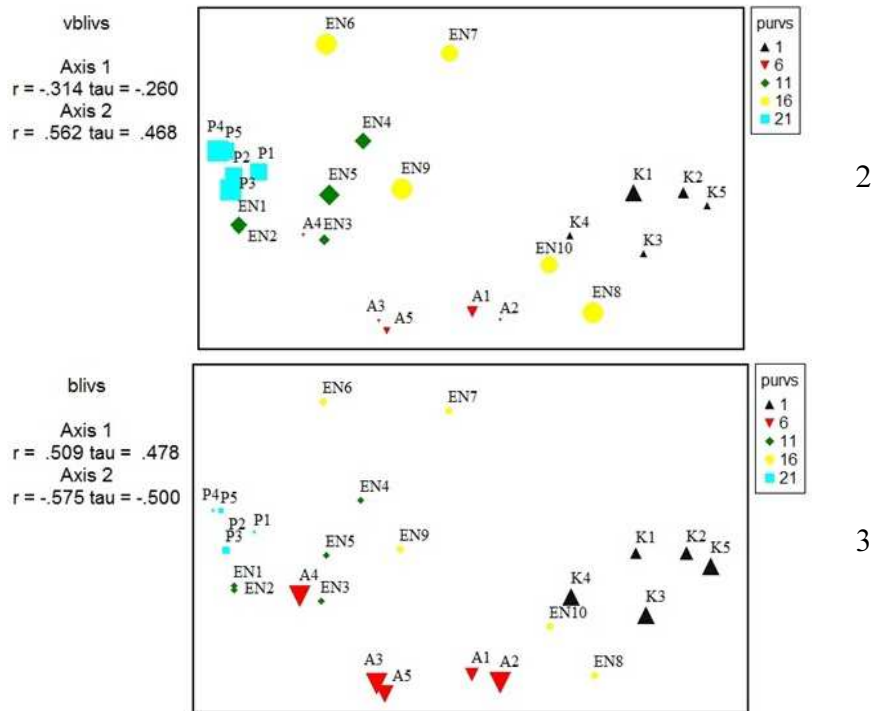 vblivs
Axis 1
r = -.314 tau = -.260
Axis 2
r = .562 tau = .468
EN6
EN7
purvs
1
6
11
16
21
EN4
P4
P5
P2
P1
P3
EN5
EN9
EN1
EN2
A4
EN3
K1
K2
K5
K4
K3
EN10
EN8
A3
A5
A1
A2
2
blivs
Axis 1
r = .509 tau = .478
Axis 2
r = -.575 tau = -.500
EN6
EN7
purvs
1
6
11
16
21
EN4
P4
P5
P2
P1
P3
EN5
EN9
EN1
EN2
A4
EN3
K1
K2
K5
K4
K3
EN10
EN8
A3
A5
A1
A2
3